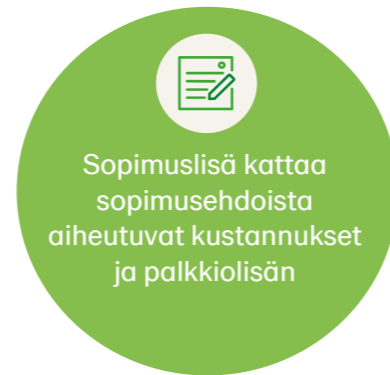 Sopimuslisä kattaa
sopimusehdoista
aiheutuvat kustannukset
ja palkkiolisän